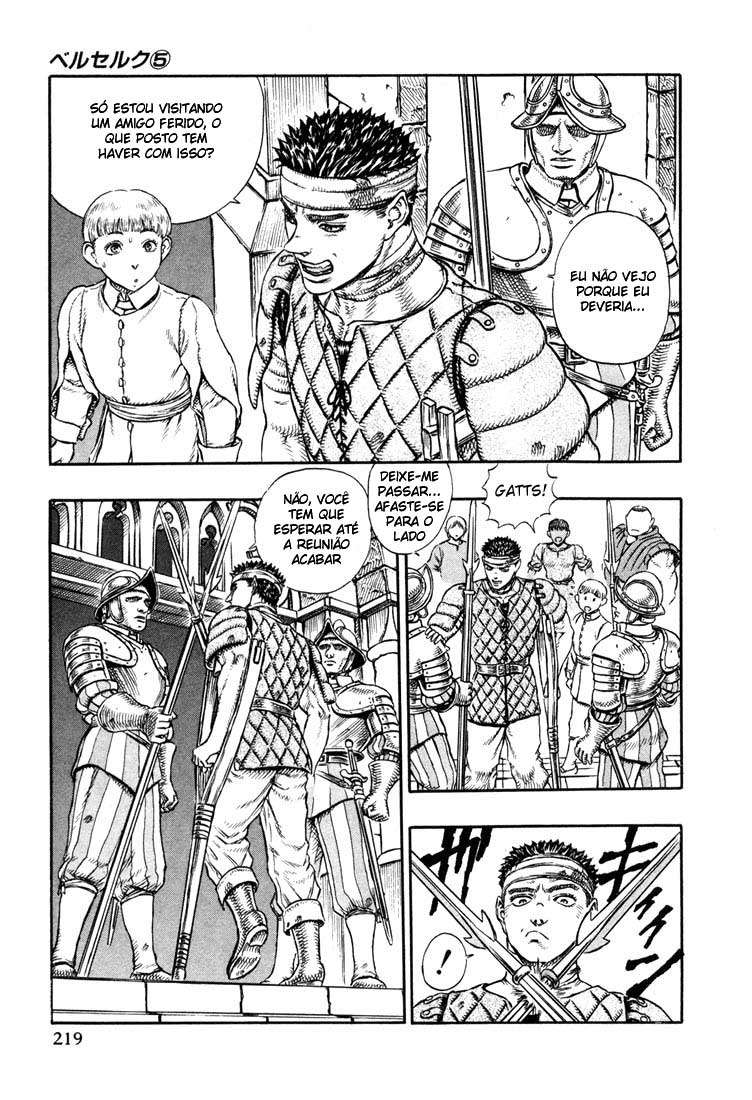 ベルセルク⑤
EU NÃO VEJO
PORQUE EU
DEVERIA...
SÓ ESTOU VISITANDO
UM AMIGO FERIDO, O
QUE POSTO TEM
HAVER COM ISSO?
GATTS!
DEIXE-ME
PASSAR...
AFASTE-SE
PARA O
LADO
!
NÃO, VOCÊ
TEM QUE
ESPERAR ATÉ
A REUNIÃO
ACABAR
219